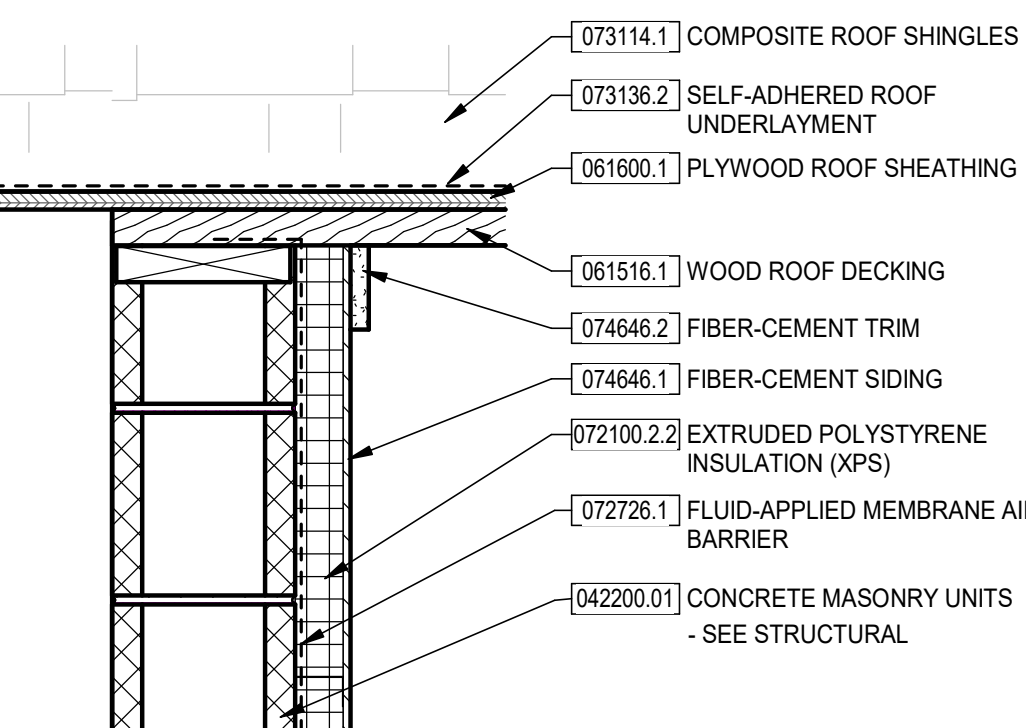 073114.1 COMPOSITE ROOF SHINGLES
073136.2 SELF-ADHERED ROOF
UNDERLAYMENT
061600.1 PLYWOOD ROOF SHEATHING
061516.1 WOOD ROOF DECKING
074646.2 FIBER-CEMENT TRIM
074646.1 FIBER-CEMENT SIDING
072100.2.2 EXTRUDED POLYSTYRENE
INSULATION (XPS)
072726.1 FLUID-APPLIED MEMBRANE
BARRIER
042200.01 CONCRETE MASONRY UNITS
- SEE STRUCTURAL